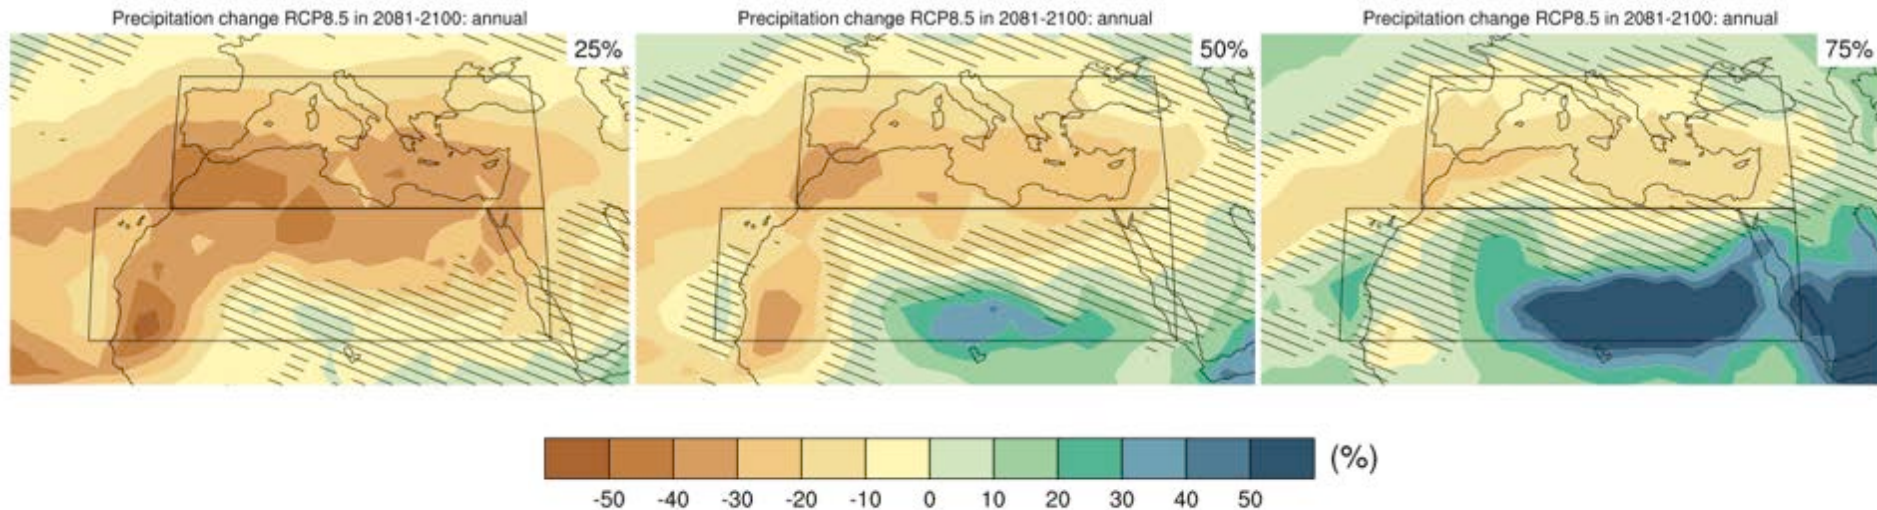 Precipitation change RCP8.5 in 2081-2100: annual
25%
Precipitation change RCP8.5 in 2081-2100: annual
50%
Precipitation change RCP8.5 in 2081-2100: annual
75%
(%)
-50 -40 -30 -20 -10 0 10 20 30 40 50